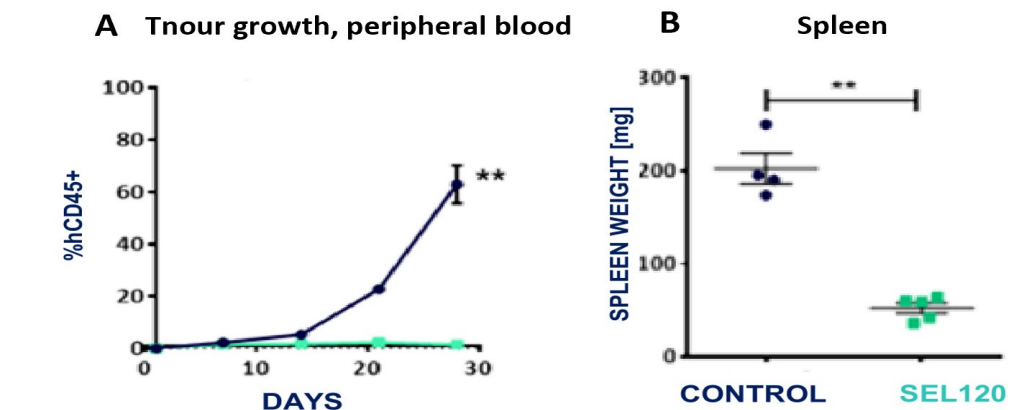 A Tnour growth, peripheral blood
100
80
60
40
20
0
%hCD45+
**
0 10 20 30
DAYS
B Spleen
300
200
100
0
SPLEEN WEIGHT [mg]
**
CONTROL SEL120